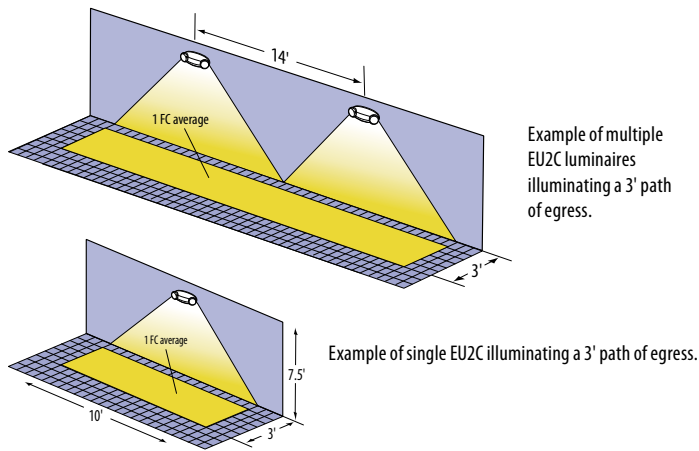 14'
1 FC average
Example of multiple
EU2C luminaires
illuminating a 3' path
of egress.
3'
1 FC average
7.5'
Example of single EU2C illuminating a 3' path of egress.
10'
3'